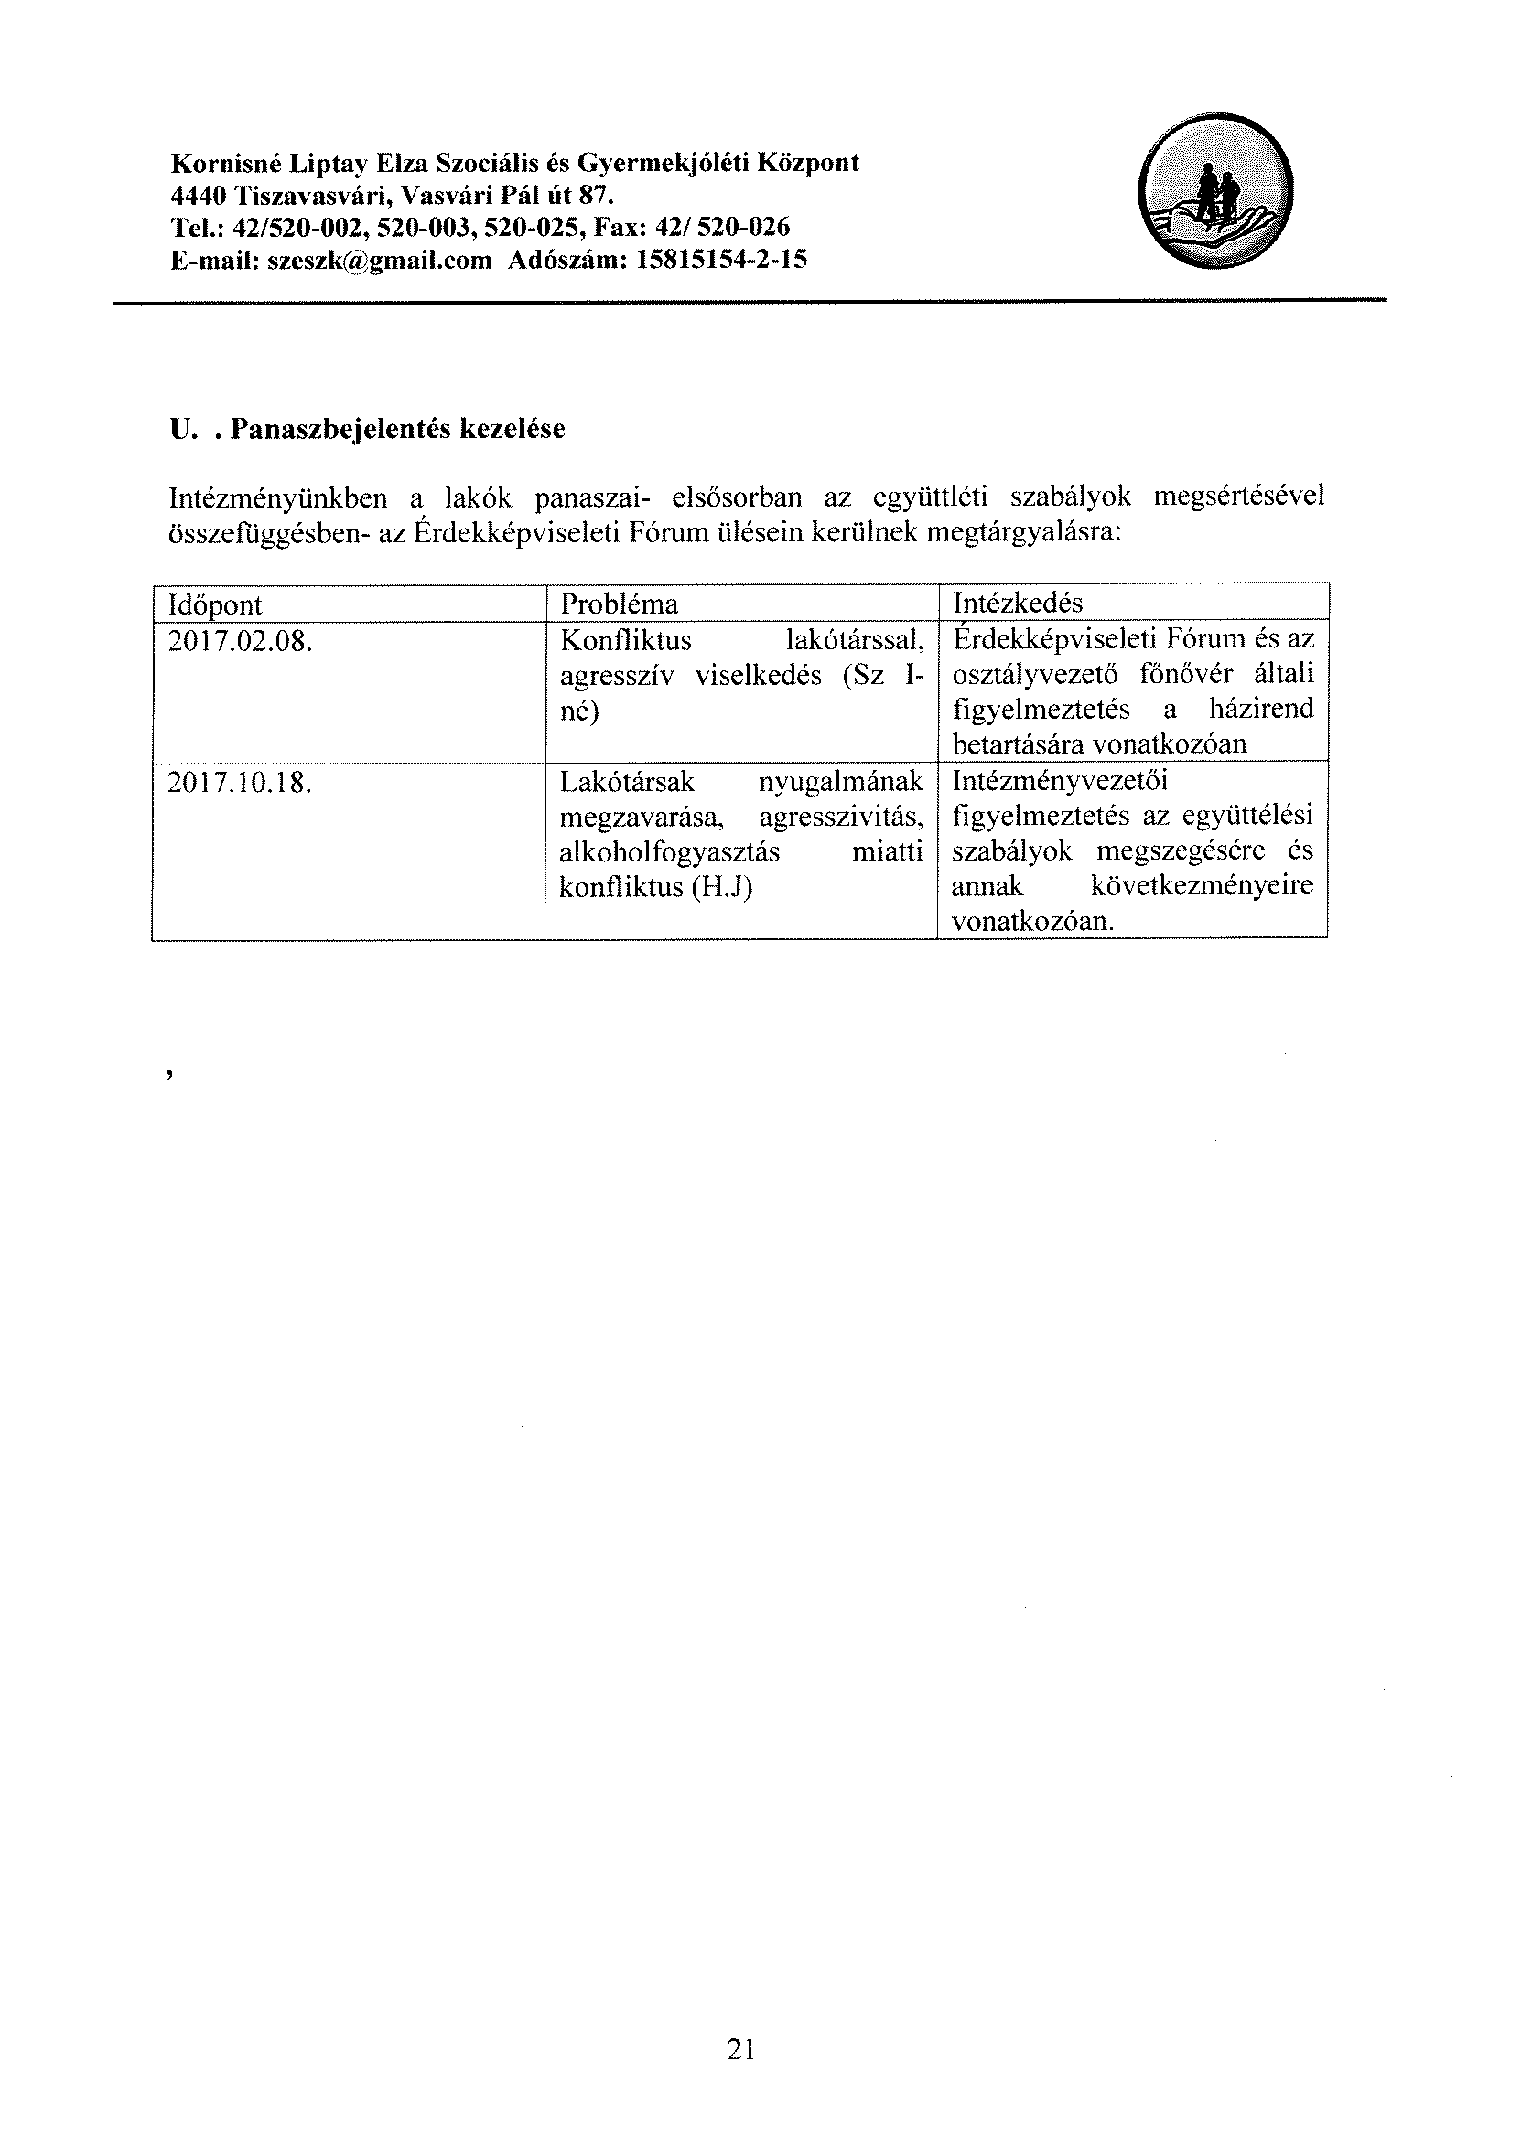 Kornisné Liptay Elza Szociális és Gyermekjóléti Központ
4440 Tiszavasvári, Vasvári Pál út 87.
Tel.: 42/520-002, 520-003, 520-025, Fax: 42/ 520-026
E-mail: szeszk@gmail.com Adószám: 15815154-2-15
U. . Panaszbejelentés kezelése
Intézményünkben a lakók panaszai- elsősorban az együttléti szabályok megsértésével
összefüggésben- az Érdekképviseleti Fórum ülésein kerülnek megtárgyalásra:
Időpont
Probléma
Intézkedés
2017.02.08.
Konfliktus lakótárssal,
agresszív viselkedés (Sz I-
né)
Érdekképviseleti Fórum és az
osztályvezető főnővér általi
figyelmeztetés a házirend
betartására vonatkozóan
2017.10.18.
Lakótársak nyugalmának
megzavarása, agresszivitás,
alkoholfogyasztás miatti
konfliktus (H.J)
Intézményvezetői
figyelmeztetés az együttélési
szabályok megszegésére és
annak következményeire
vonatkozóan.
,
21